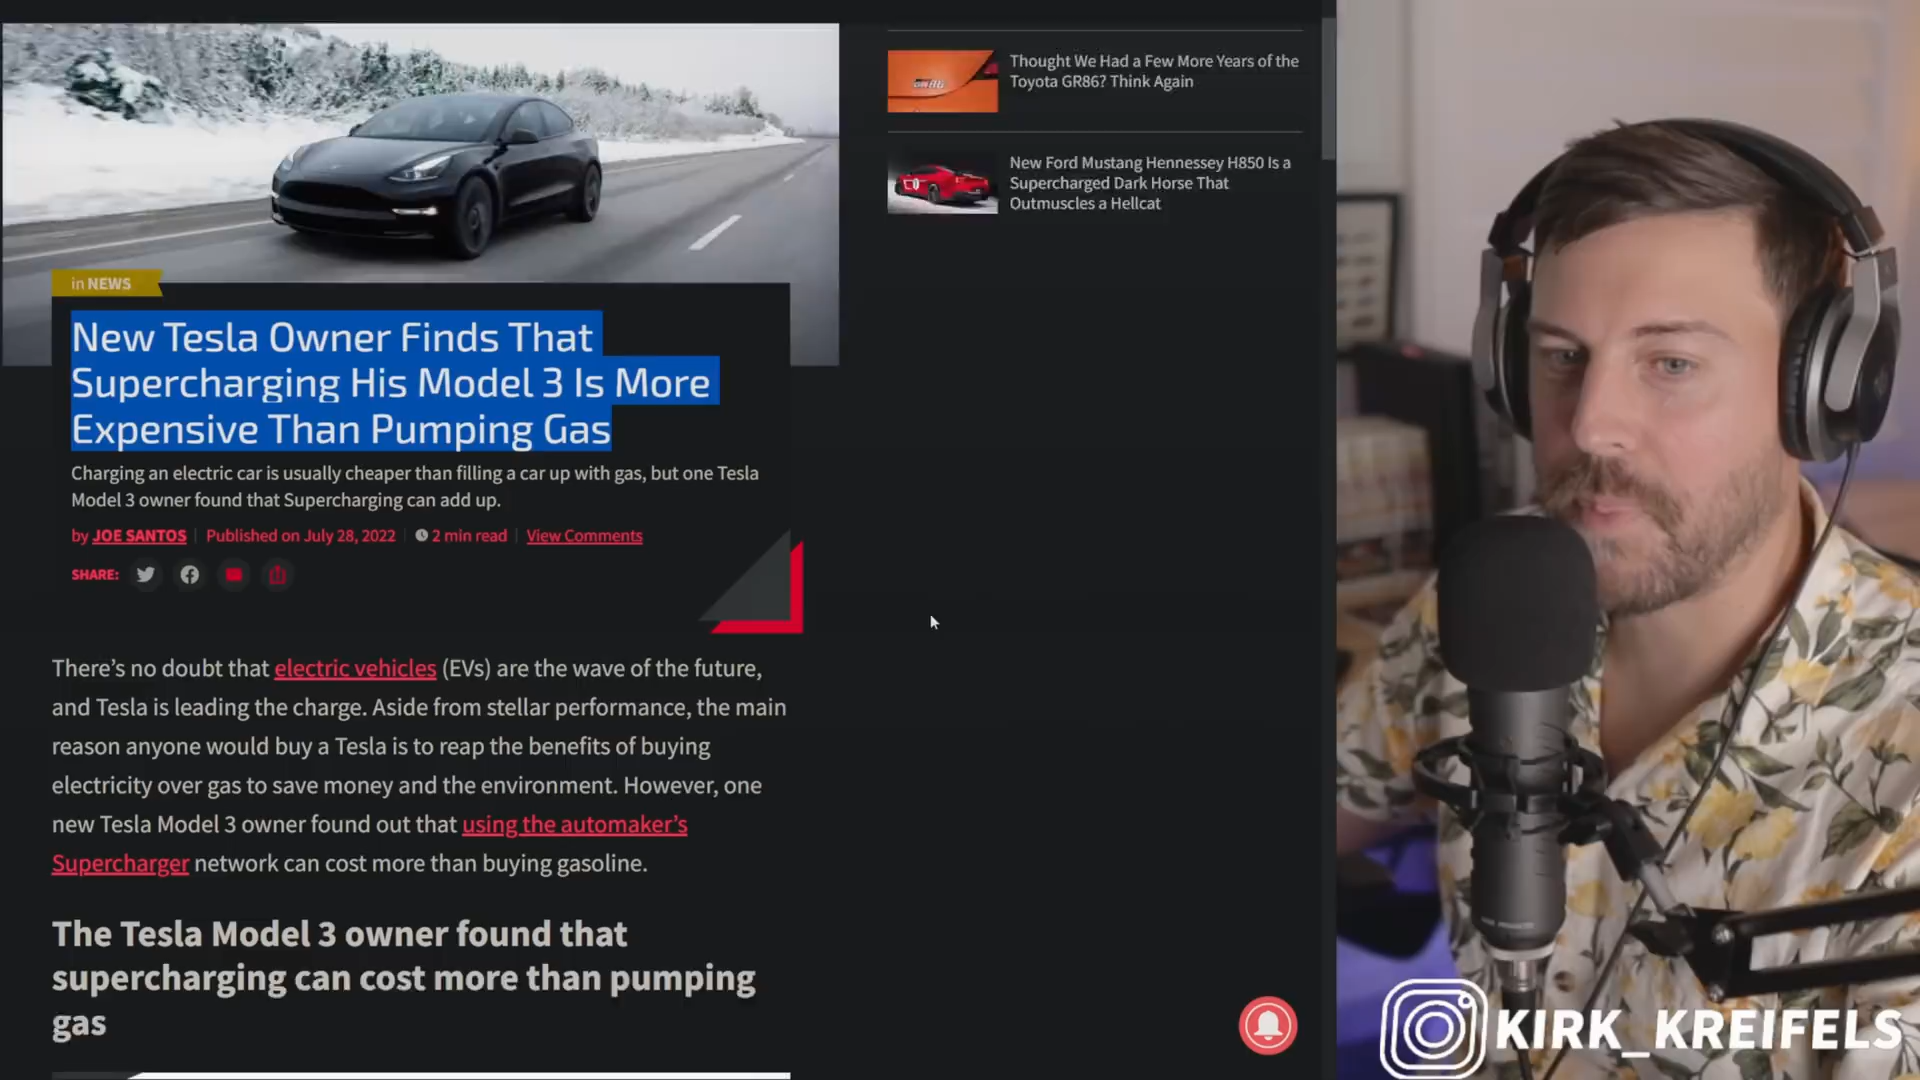 Thought We Had a Few More Years of the
Toyota GR86? Think Again
New Ford Mustang Hennessey H850 Is a
Supercharged Dark Horse That
Outmuscles a Hellcat
in NEWS
New Tesla Owner Finds That
Supercharging His Model 3 Is More
Expensive Than Pumping Gas
Charging an electric car is usually cheaper than filling a car up with gas, but one Tesla
Model 3 owner found that Supercharging can add up.
by JOE SANTOS | Published on July 28, 2022 | 2 min read | View Comments
SHARE:
There’s no doubt that electric vehicles (EVs) are the wave of the future,
and Tesla is leading the charge. Aside from stellar performance, the main
reason anyone would buy a Tesla is to reap the benefits of buying
electricity over gas to save money and the environment. However, one
new Tesla Model 3 owner found out that using the automaker’s
Supercharger network can cost more than buying gasoline.
The Tesla Model 3 owner found that
supercharging can cost more than pumping
gas
KIRK_KREIFELS